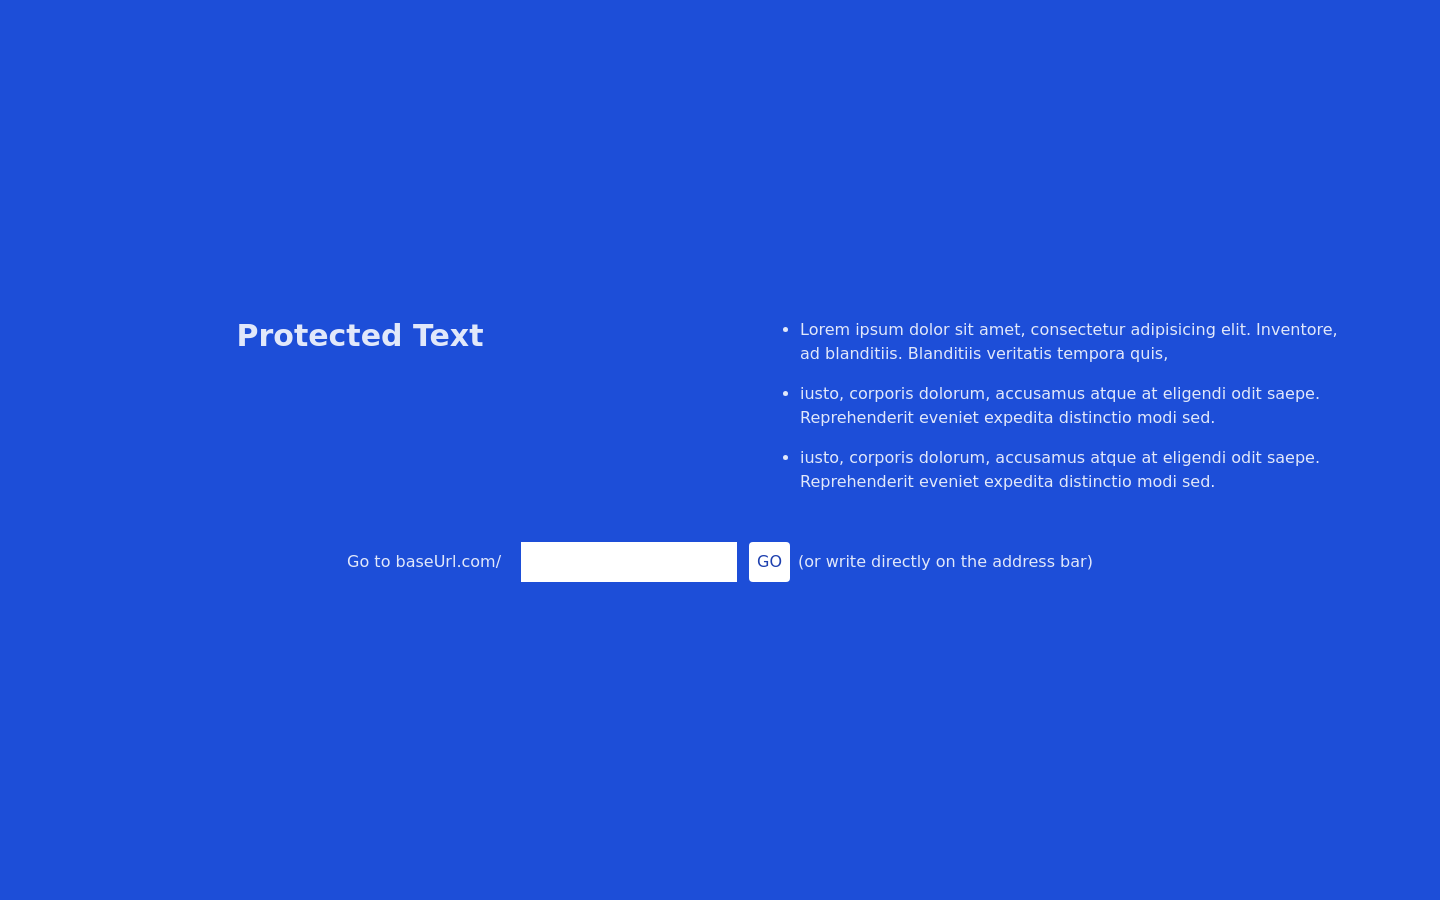 Protected Text
• Lorem ipsum dolor sit amet, consectetur adipisicing elit. Inventore,
ad blanditiis. Blanditiis veritatis tempora quis,
• iusto, corporis dolorum, accusamus atque at eligendi odit saepe.
Reprehenderit eveniet expedita distinctio modi sed.
• iusto, corporis dolorum, accusamus atque at eligendi odit saepe.
Reprehenderit eveniet expedita distinctio modi sed.
Go to baseUrl.com/ GO (or write directly on the address bar)